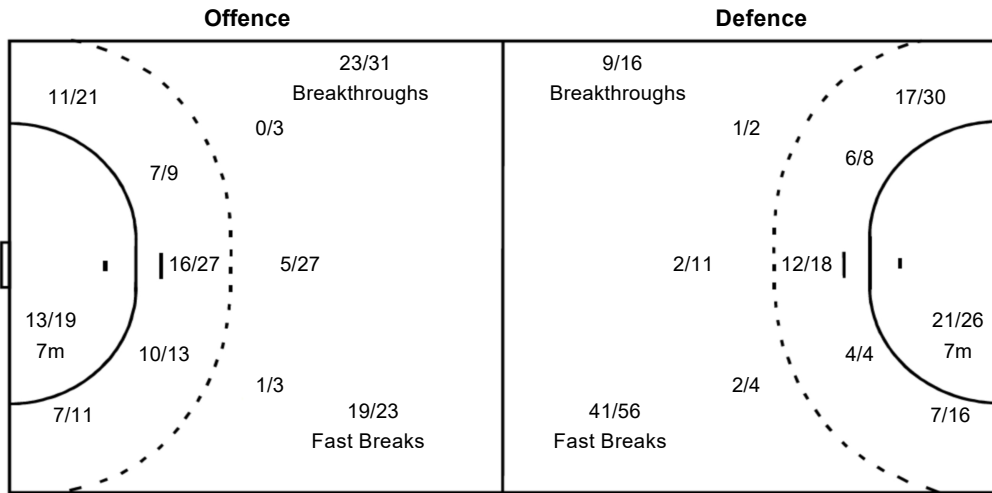 Offence
Defence
23/31
Breakthroughs
9/16
Breakthroughs
11/21
17/30
0/3
1/2
7/9
6/8
16/27
5/27
2/11
12/18
13/19
7m
21/26
7m
10/13
4/4
1/3
2/4
7/11
19/23
Fast Breaks
41/56
Fast Breaks
7/16